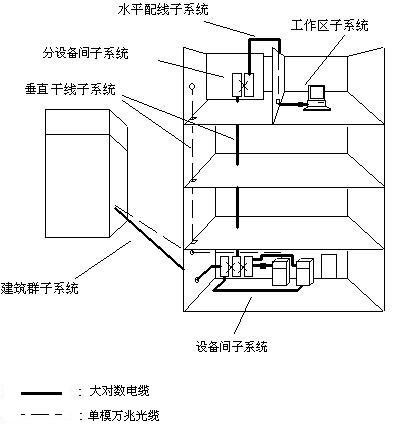 水平配线子系统
工作区子系统
分设备间子系统
垂直干线子系统
建筑群子系统
设备间子系统
：大对数电缆
：单模万兆光缆